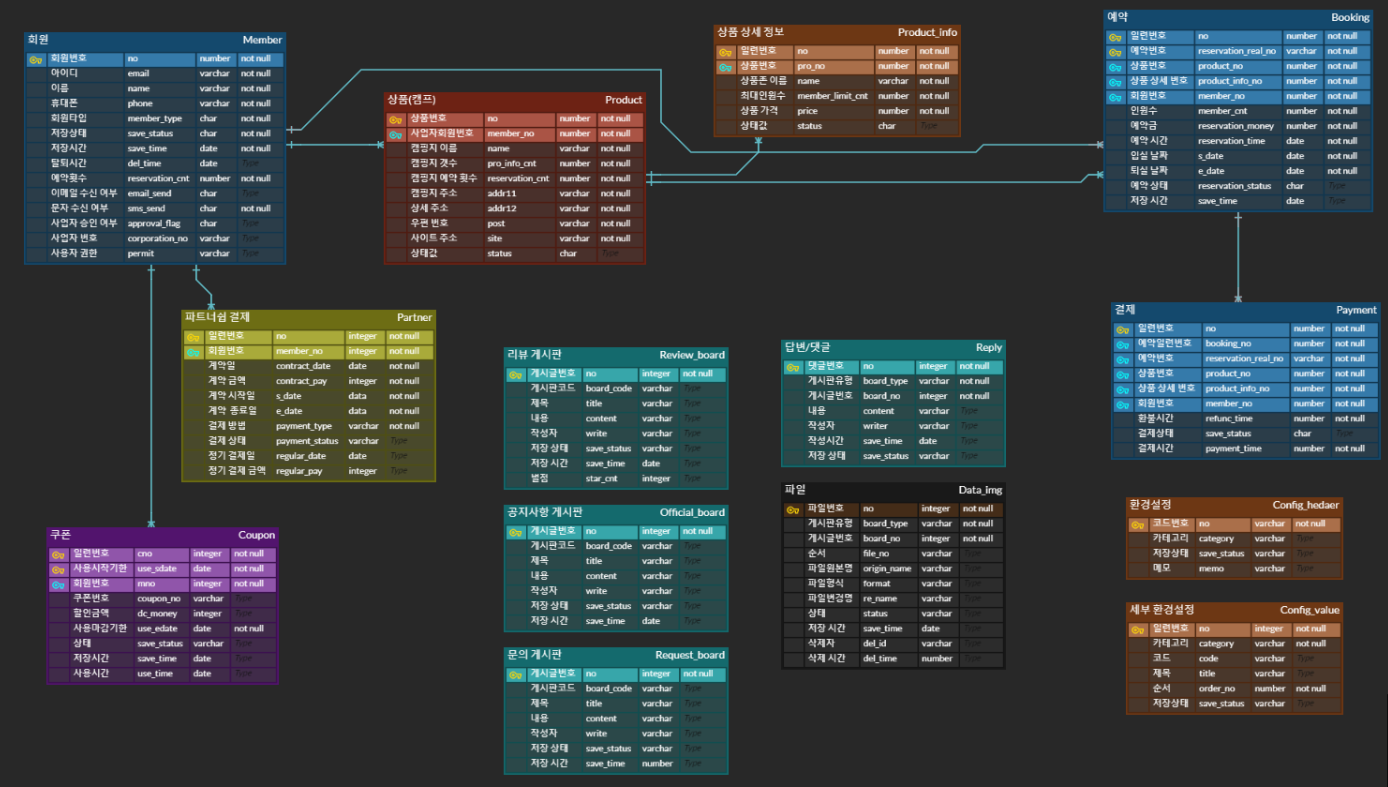 회원 Member
회원번호 no number not null
아이디 email varchar not null
이름 name varchar not null
휴대폰 phone varchar not null
회원타입 member_type char not null
저장상태 save_status char not null
저장시간 save_time date not null
탈퇴시간 del_time date Type
예약횟수 reservation_cnt number not null
이메일 수신 여부 email_send char Type
문자 수신 여부 sms_send char not null
사업자 승인 여부 approval_flag char Type
사업자 번호 corporation_no varchar Type
사용자 권한 permit varchar Type
상품(캠프) Product
상품번호 no number not null
사업자회원번호 member_no number not null
캠핑지 이름 name varchar not null
캠핑지 갯수 pro_info_cnt number not null
캠핑지 예약 횟수 reservation_cnt number not null
캠핑지 주소 addr11 varchar not null
상세 주소 addr12 varchar not null
우편 번호 post varchar not null
사이트 주소 site varchar not null
상태값 status char Type
상품 상세 정보 Product_info
일련번호 no number not null
상품번호 pro_no number not null
상품존 이름 name varchar not null
최대인원수 member_limit_cnt number not null
상품 가격 price number not null
상태값 status char Type
예약 Booking
일련번호 no number not null
예약번호 reservation_real_no varchar not null
상품번호 product_no number not null
상품 상세 번호 product_info_no number not null
회원번호 member_no number not null
인원수 member_cnt number not null
예약금 reservation_money number not null
예약 시간 reservation_time date not null
입실 날짜 s_date date not null
퇴실 날짜 e_date date not null
예약 상태 reservation_status char Type
저장 시간 save_time date Type
파트너쉽 결제 Partner
일련번호 no integer not null
회원번호 member_no integer not null
계약일 contract_date date not null
계약 금액 contract_pay integer not null
계약 시작일 s_date data not null
계약 종료일 e_date data not null
결제 방법 payment_type varchar not null
결제 상태 payment_status varchar Type
정기 결제일 regular_date date Type
정기 결제 금액 regular_pay integer Type
쿠폰 Coupon
일련번호 cno integer not null
사용시작기한 use_sdate date not null
회원번호 mno integer not null
쿠폰번호 coupon_no varchar Type
할인금액 dc_money integer Type
사용마감기한 use_edate date not null
상태 save_status varchar Type
저장시간 save_time date Type
사용시간 use_time date Type
리뷰 게시판 Review_board
게시글번호 no integer not null
게시판코드 board_code varchar Type
제목 title varchar Type
내용 content varchar Type
작성자 write varchar Type
저장 상태 save_status varchar Type
저장 시간 save_time date Type
별점 star_cnt integer Type
공지사항 게시판 Official_board
게시글번호 no integer not null
게시판코드 board_code varchar Type
제목 title varchar Type
내용 content varchar Type
작성자 write varchar Type
저장 상태 save_status varchar Type
저장 시간 save_time date Type
문의 게시판 Request_board
게시글번호 no integer not null
게시판코드 board_code varchar Type
제목 title varchar Type
내용 content varchar Type
작성자 write varchar Type
저장 상태 save_status varchar Type
저장 시간 save_time number Type
답변/댓글 Reply
댓글번호 no integer not null
게시판유형 board_type varchar not null
게시글번호 board_no integer not null
내용 content varchar Type
작성자 writer varchar Type
작성시간 save_time date Type
저장 상태 save_status varchar Type
파일 Data_img
파일번호 no integer not null
게시판유형 board_type varchar not null
게시글번호 board_no integer not null
순서 file_no varchar Type
파일원본명 origin_name varchar Type
파일형식 format varchar Type
파일변경명 re_name varchar Type
상태 status varchar Type
저장 시간 save_time date Type
삭제자 del_id varchar Type
삭제 시간 del_time number Type
결제 Payment
일련번호 no number not null
예약일련번호 booking_no number not null
예약번호 reservation_real_no varchar not null
상품번호 product_no number not null
상품 상세 번호 product_info_no number not null
회원번호 member_no number not null
환불시간 refunc_time number not null
결제상태 save_status char Type
결제시간 payment_time number not null
환경설정 Config_hedaer
코드번호 no varchar not null
카테고리 category varchar Type
저장상태 save_status varchar Type
메모 memo varchar Type
세부 환경설정 Config_value
일련번호 no integer not null
카테고리 category varchar not null
코드 code varchar Type
제목 title varchar Type
순서 order_no number not null
저장상태 save_status varchar Type